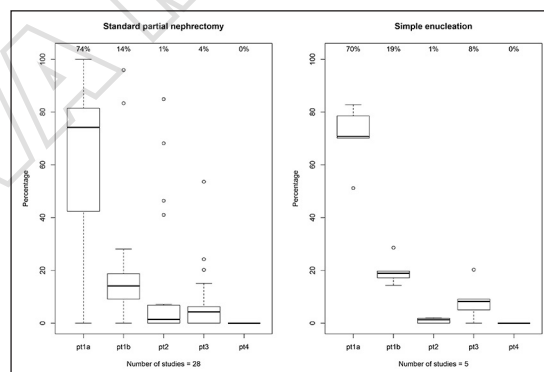 Standard partial nephrectomy
74% 14% 1% 4% 0%
100
80
60
40
20
0
Percentage
pt1a pt1b pt2 pt3 pt4
Number of studies = 28
Simple enucleation
70% 19% 1% 8% 0%
100
80
60
40
20
0
Percentage
pt1a pt1b pt2 pt3 pt4
Number of studies = 5